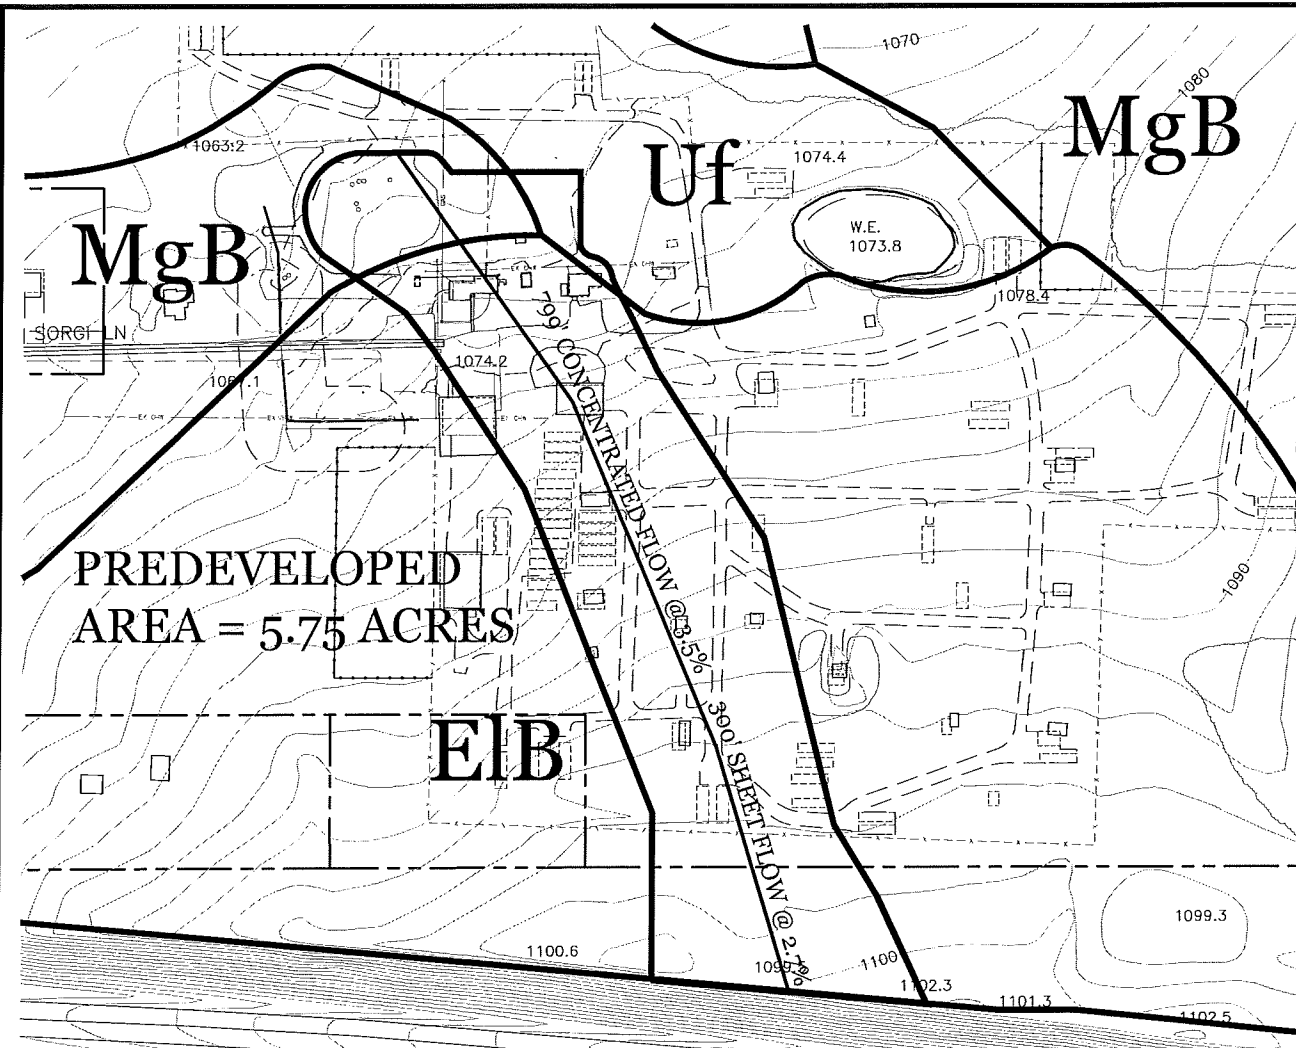 1070
1080
MgB
1063.2
Uf
1074.4
W.E.
1073.8
MgB
1078.4
SORGI LN
1074.2
799' CONCENTRATED FLOW @ 3.5%
PREDEVELOPED
AREA = 5.75 ACRES
1090
300' SHEET FLOW @
ElB
1099.3
1100.6
1100
1102.3
1101.3
1102.5